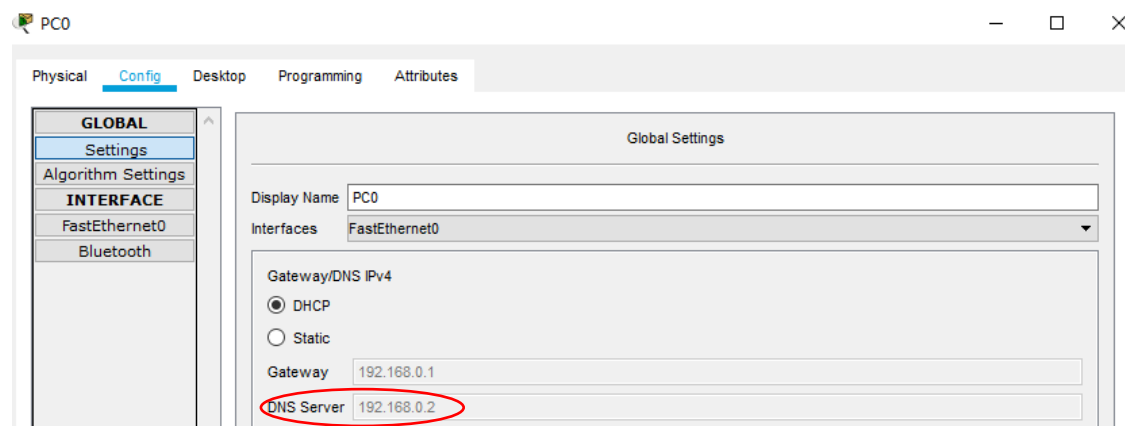 PC0
Physical Config Desktop Programming Attributes
GLOBAL
Settings
Algorithm Settings
INTERFACE
FastEthernet0
Bluetooth
Global Settings
Display Name PC0
Interfaces FastEthernet0
Gateway/DNS IPv4
DHCP
Static
Gateway 192.168.0.1
DNS Server 192.168.0.2